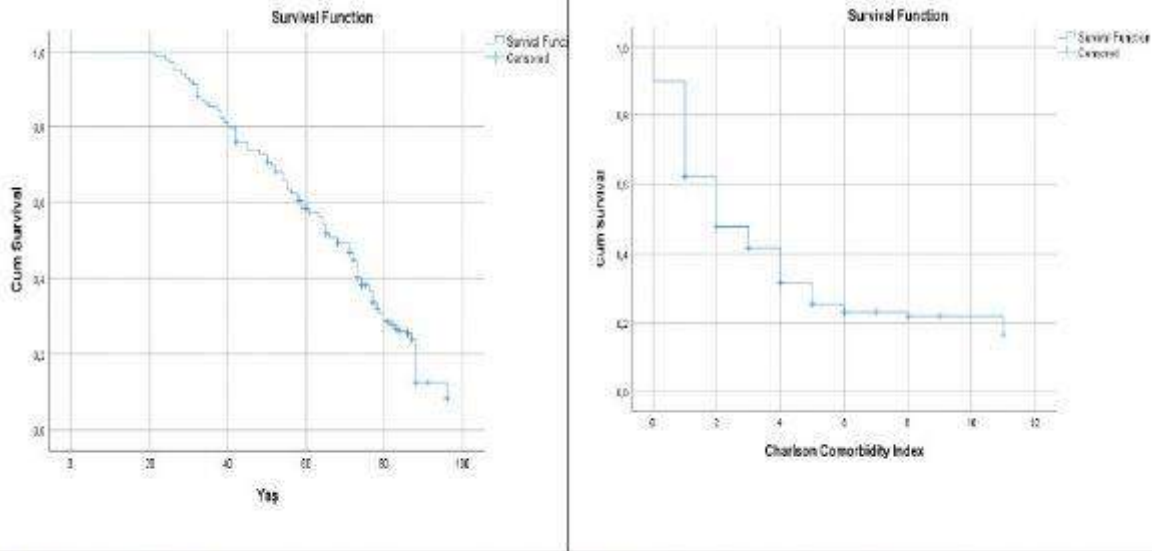 Survival Function
Survival Func
Censored
1,0
0,8
0,6
0,4
0,2
0,0
Cum Survival
0
20
40
60
80
100
Yaş
Survival Function
Survival Function
Censored
1,0
0,8
0,6
0,4
0,2
0,0
Cum Survival
0
2
4
6
8
10
12
Charlson Comorbidity Index